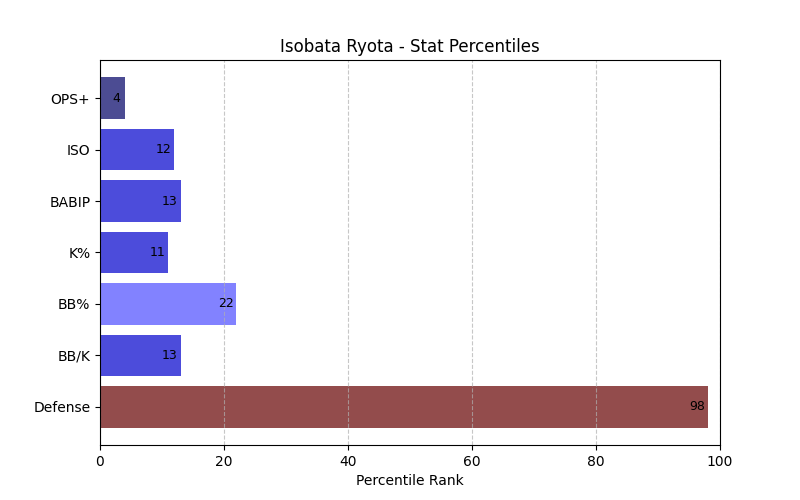 Isobata Ryota - Stat Percentiles
OPS+ 4
ISO 12
BABIP 13
K% 11
BB% 22
BB/K 13
Defense 98
0 20 40 60 80 100
Percentile Rank